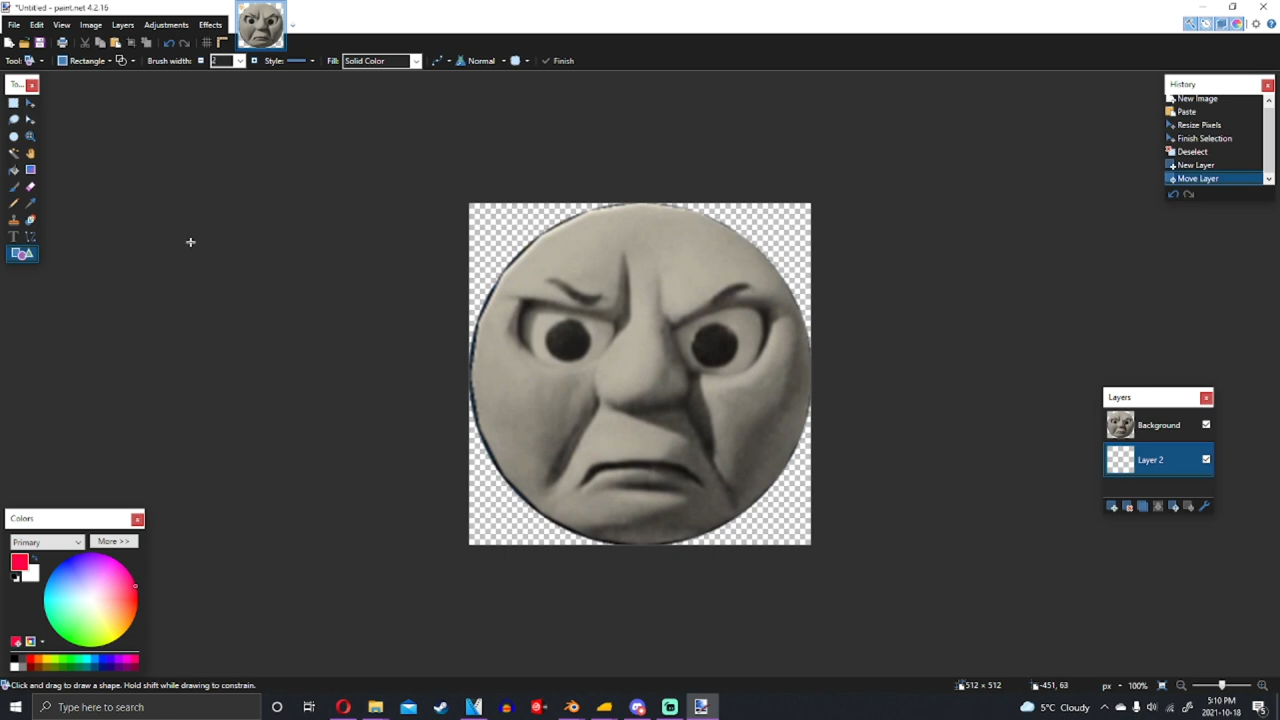 *Untitled - paint.net 4.2.16
File Edit View Image Layers Adjustments Effects
Tool: Rectangle Brush width: 2 Style: Fill: Solid Color Normal Finish
To...
History
New Image
Paste
Resize Pixels
Finish Selection
Deselect
New Layer
Move Layer
Layers
Background
Layer 2
Colors
Primary More >>
Click and drag to draw a shape. Hold shift while drawing to constrain. 512 × 512 -451, 63 px 100%
Type here to search 5°C Cloudy 5:10 PM
2021-10-18